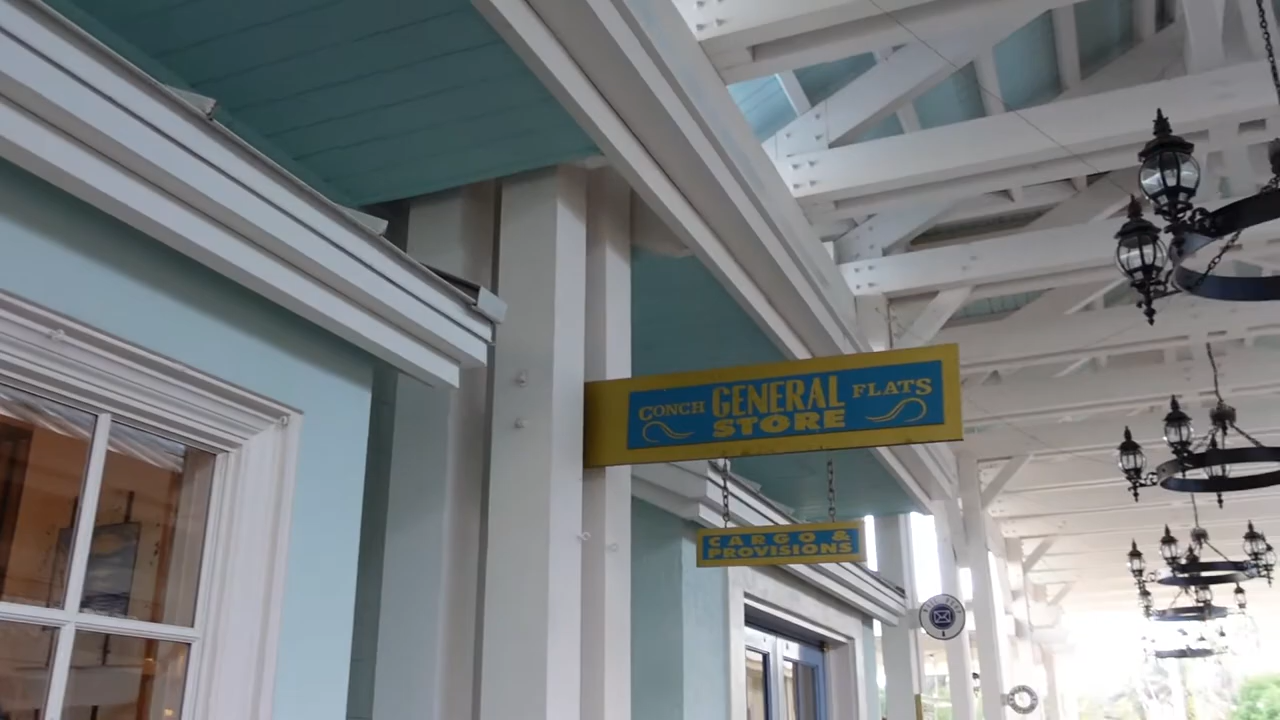 CONCH GENERAL FLATS
STORE
CARGO &
PROVISIONS